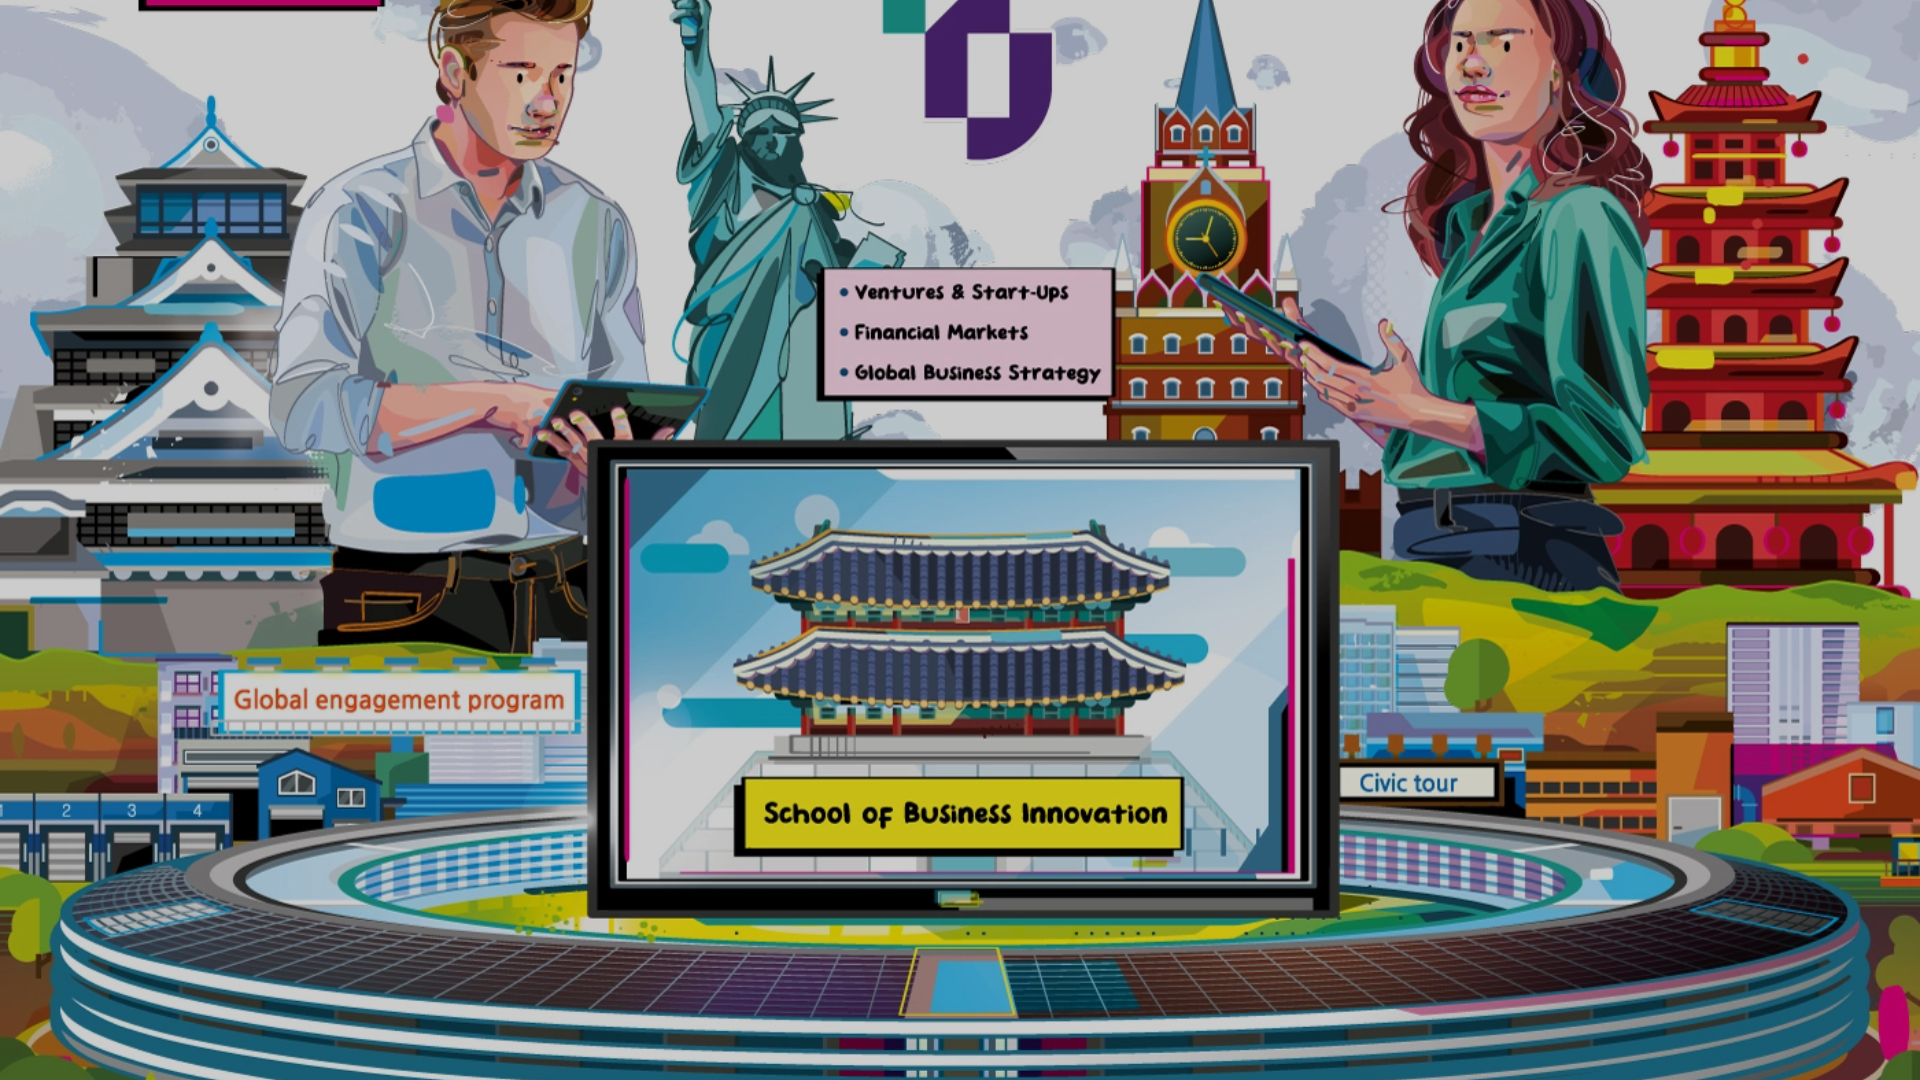 • Ventures & Start-Ups
• Financial Markets
• Global Business Strategy
Global engagement program
Civic tour
2 3 4
School of Business Innovation